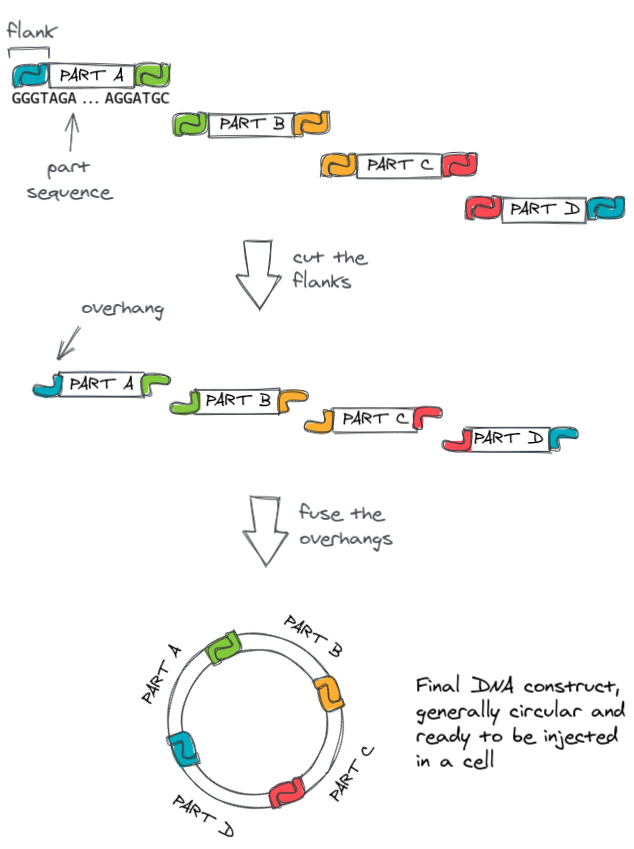 flank
PART A
GGGTAGA ... AGGATGC
PART B
part
sequence
PART C
PART D
cut the
flanks
overhang
PART A
PART B
PART C
PART D
fuse the
overhangs
PART A
PART B
PART C
PART D
Final DNA construct,
generally circular and
ready to be injected
in a cell